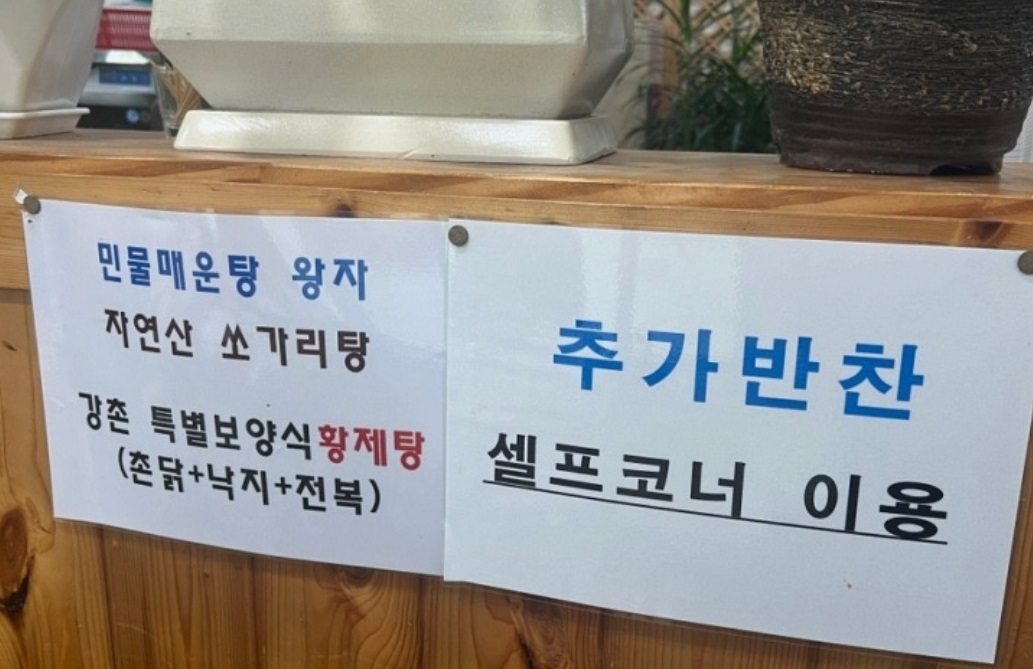 민물매운탕 왕자
자연산 쏘가리탕
강촌 특별보양식황제탕
(촌닭+낙지+전복)
추가반찬
셀프코너 이용